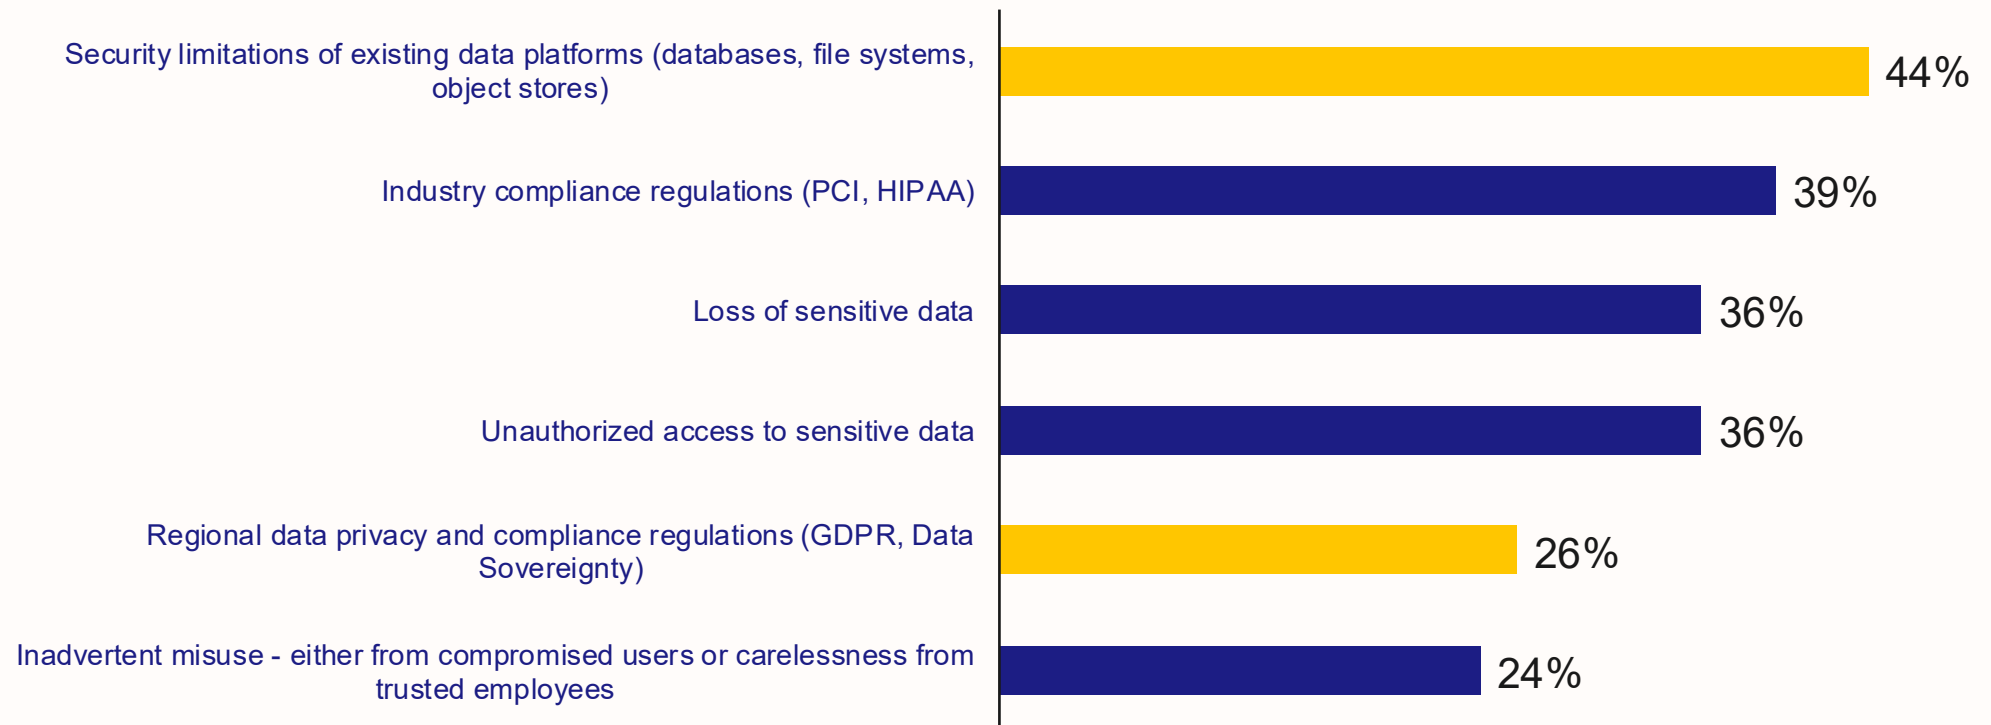 Security limitations of existing data platforms (databases, file systems,
object stores)
44%
Industry compliance regulations (PCI, HIPAA)
39%
Loss of sensitive data
36%
Unauthorized access to sensitive data
36%
Regional data privacy and compliance regulations (GDPR, Data
Sovereignty)
26%
Inadvertent misuse - either from compromised users or carelessness from
trusted employees
24%